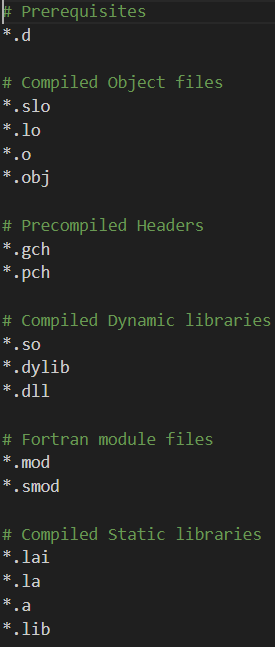 # Prerequisites
*.d
# Compiled Object files
*.slo
*.lo
*.o
*.obj
# Precompiled Headers
*.gch
*.pch
# Compiled Dynamic libraries
*.so
*.dylib
*.dll
# Fortran module files
*.mod
*.smod
# Compiled Static libraries
*.lai
*.la
*.a
*.lib